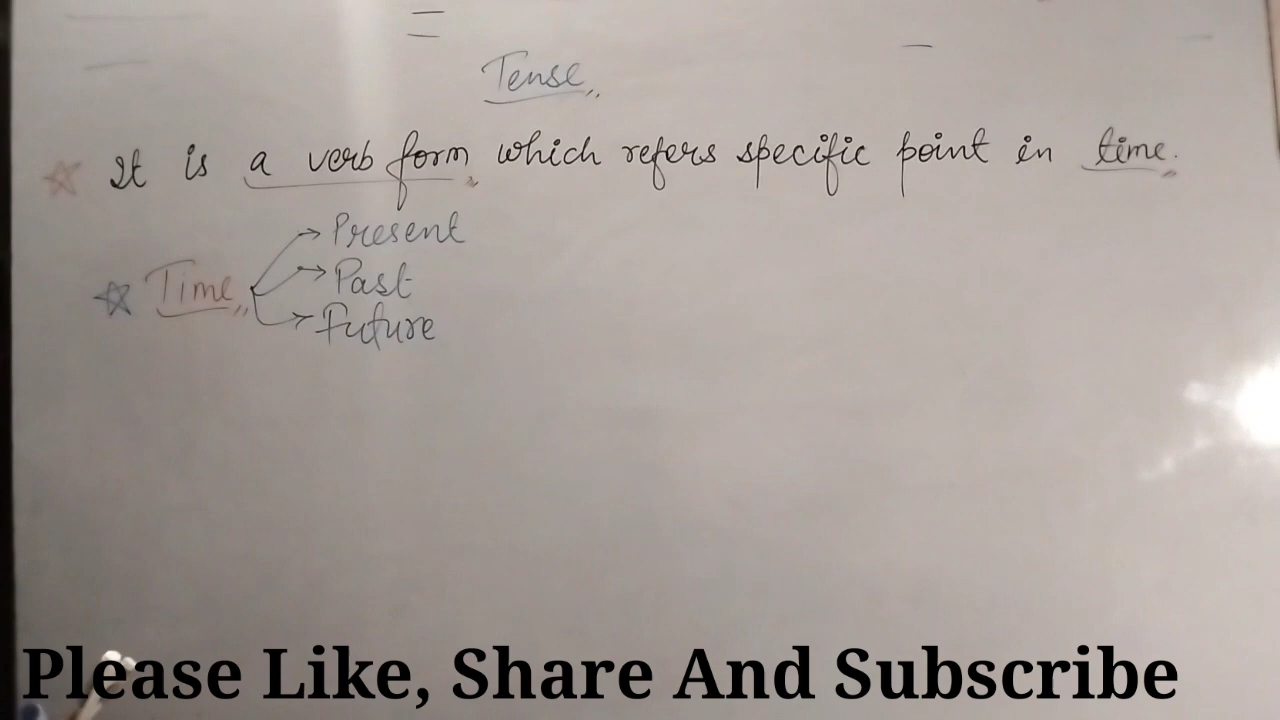 Tense
It is a verb form which refers specific point in time.
Time
Present
Past
Future
Please Like, Share And Subscribe